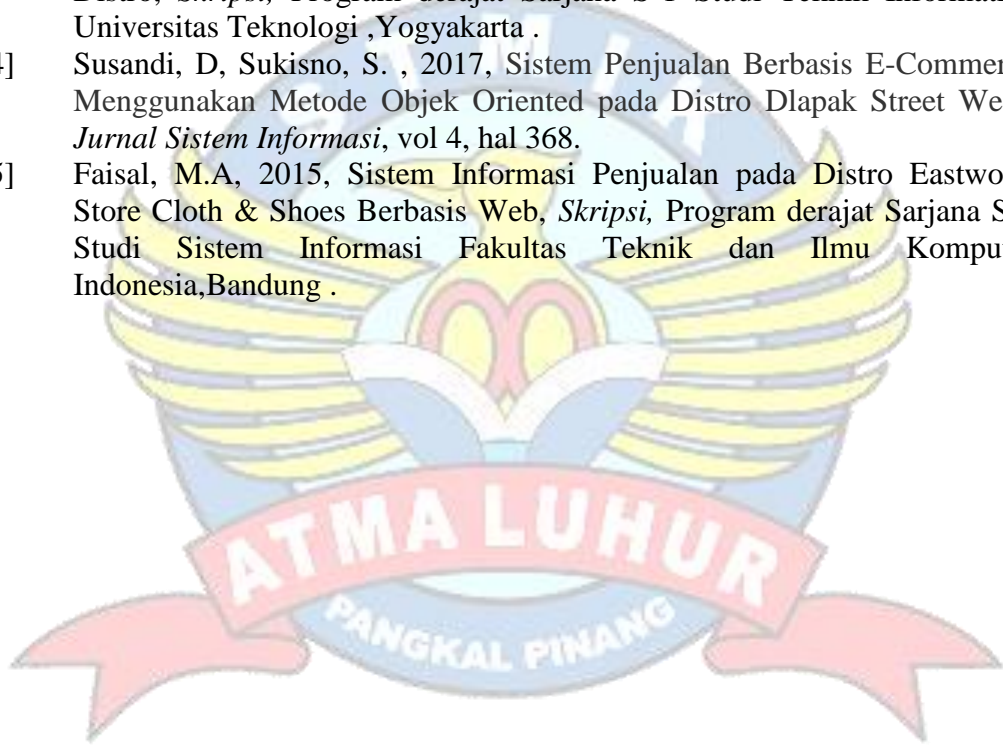 Universitas Teknologi ,Yogyakarta .
4] Susandi, D, Sukisno, S. , 2017, Sistem Penjualan Berbasis E-Commer
Menggunakan Metode Objek Oriented pada Distro Dlapak Street We
Jurnal Sistem Informasi, vol 4, hal 368.
5] Faisal, M.A, 2015, Sistem Informasi Penjualan pada Distro Eastwo
Store Cloth & Shoes Berbasis Web, Skripsi, Program derajat Sarjana S
Studi Sistem Informasi Fakultas Teknik dan Ilmu Kompu
Indonesia,Bandung .
STMIK
ATMA LUHUR
PANGKAL PINANG